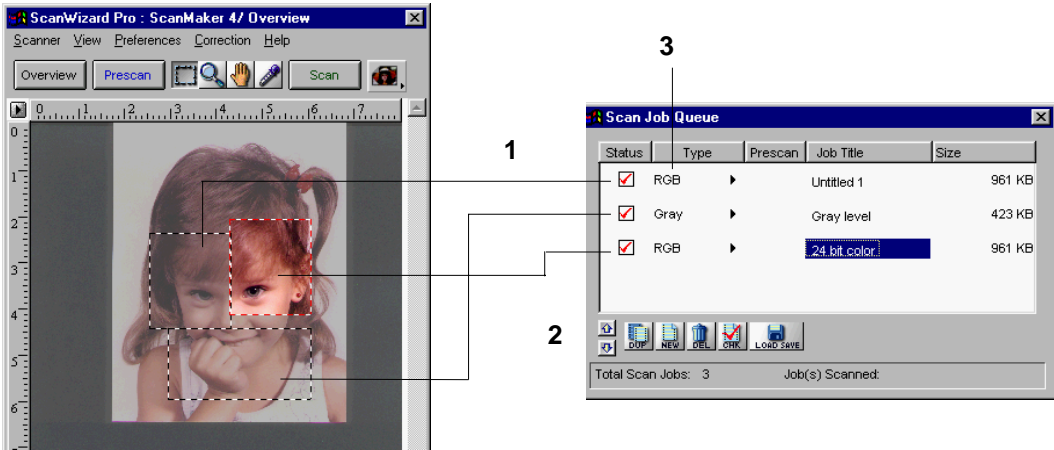 ScanWizard Pro : ScanMaker 4/ Overview
Scanner View Preferences Correction Help
Overview Prescan Scan
0 1 2 3 4 5 6 7
0
1
2
3
4
5
6
1
2
3
Scan Job Queue
Status Type Prescan Job Title Size
RGB Untitled 1 961 KB
Gray Gray level 423 KB
RGB 24 bit color 961 KB
DUP NEW DEL CHK LOAD SAVE
Total Scan Jobs: 3 Job(s) Scanned: